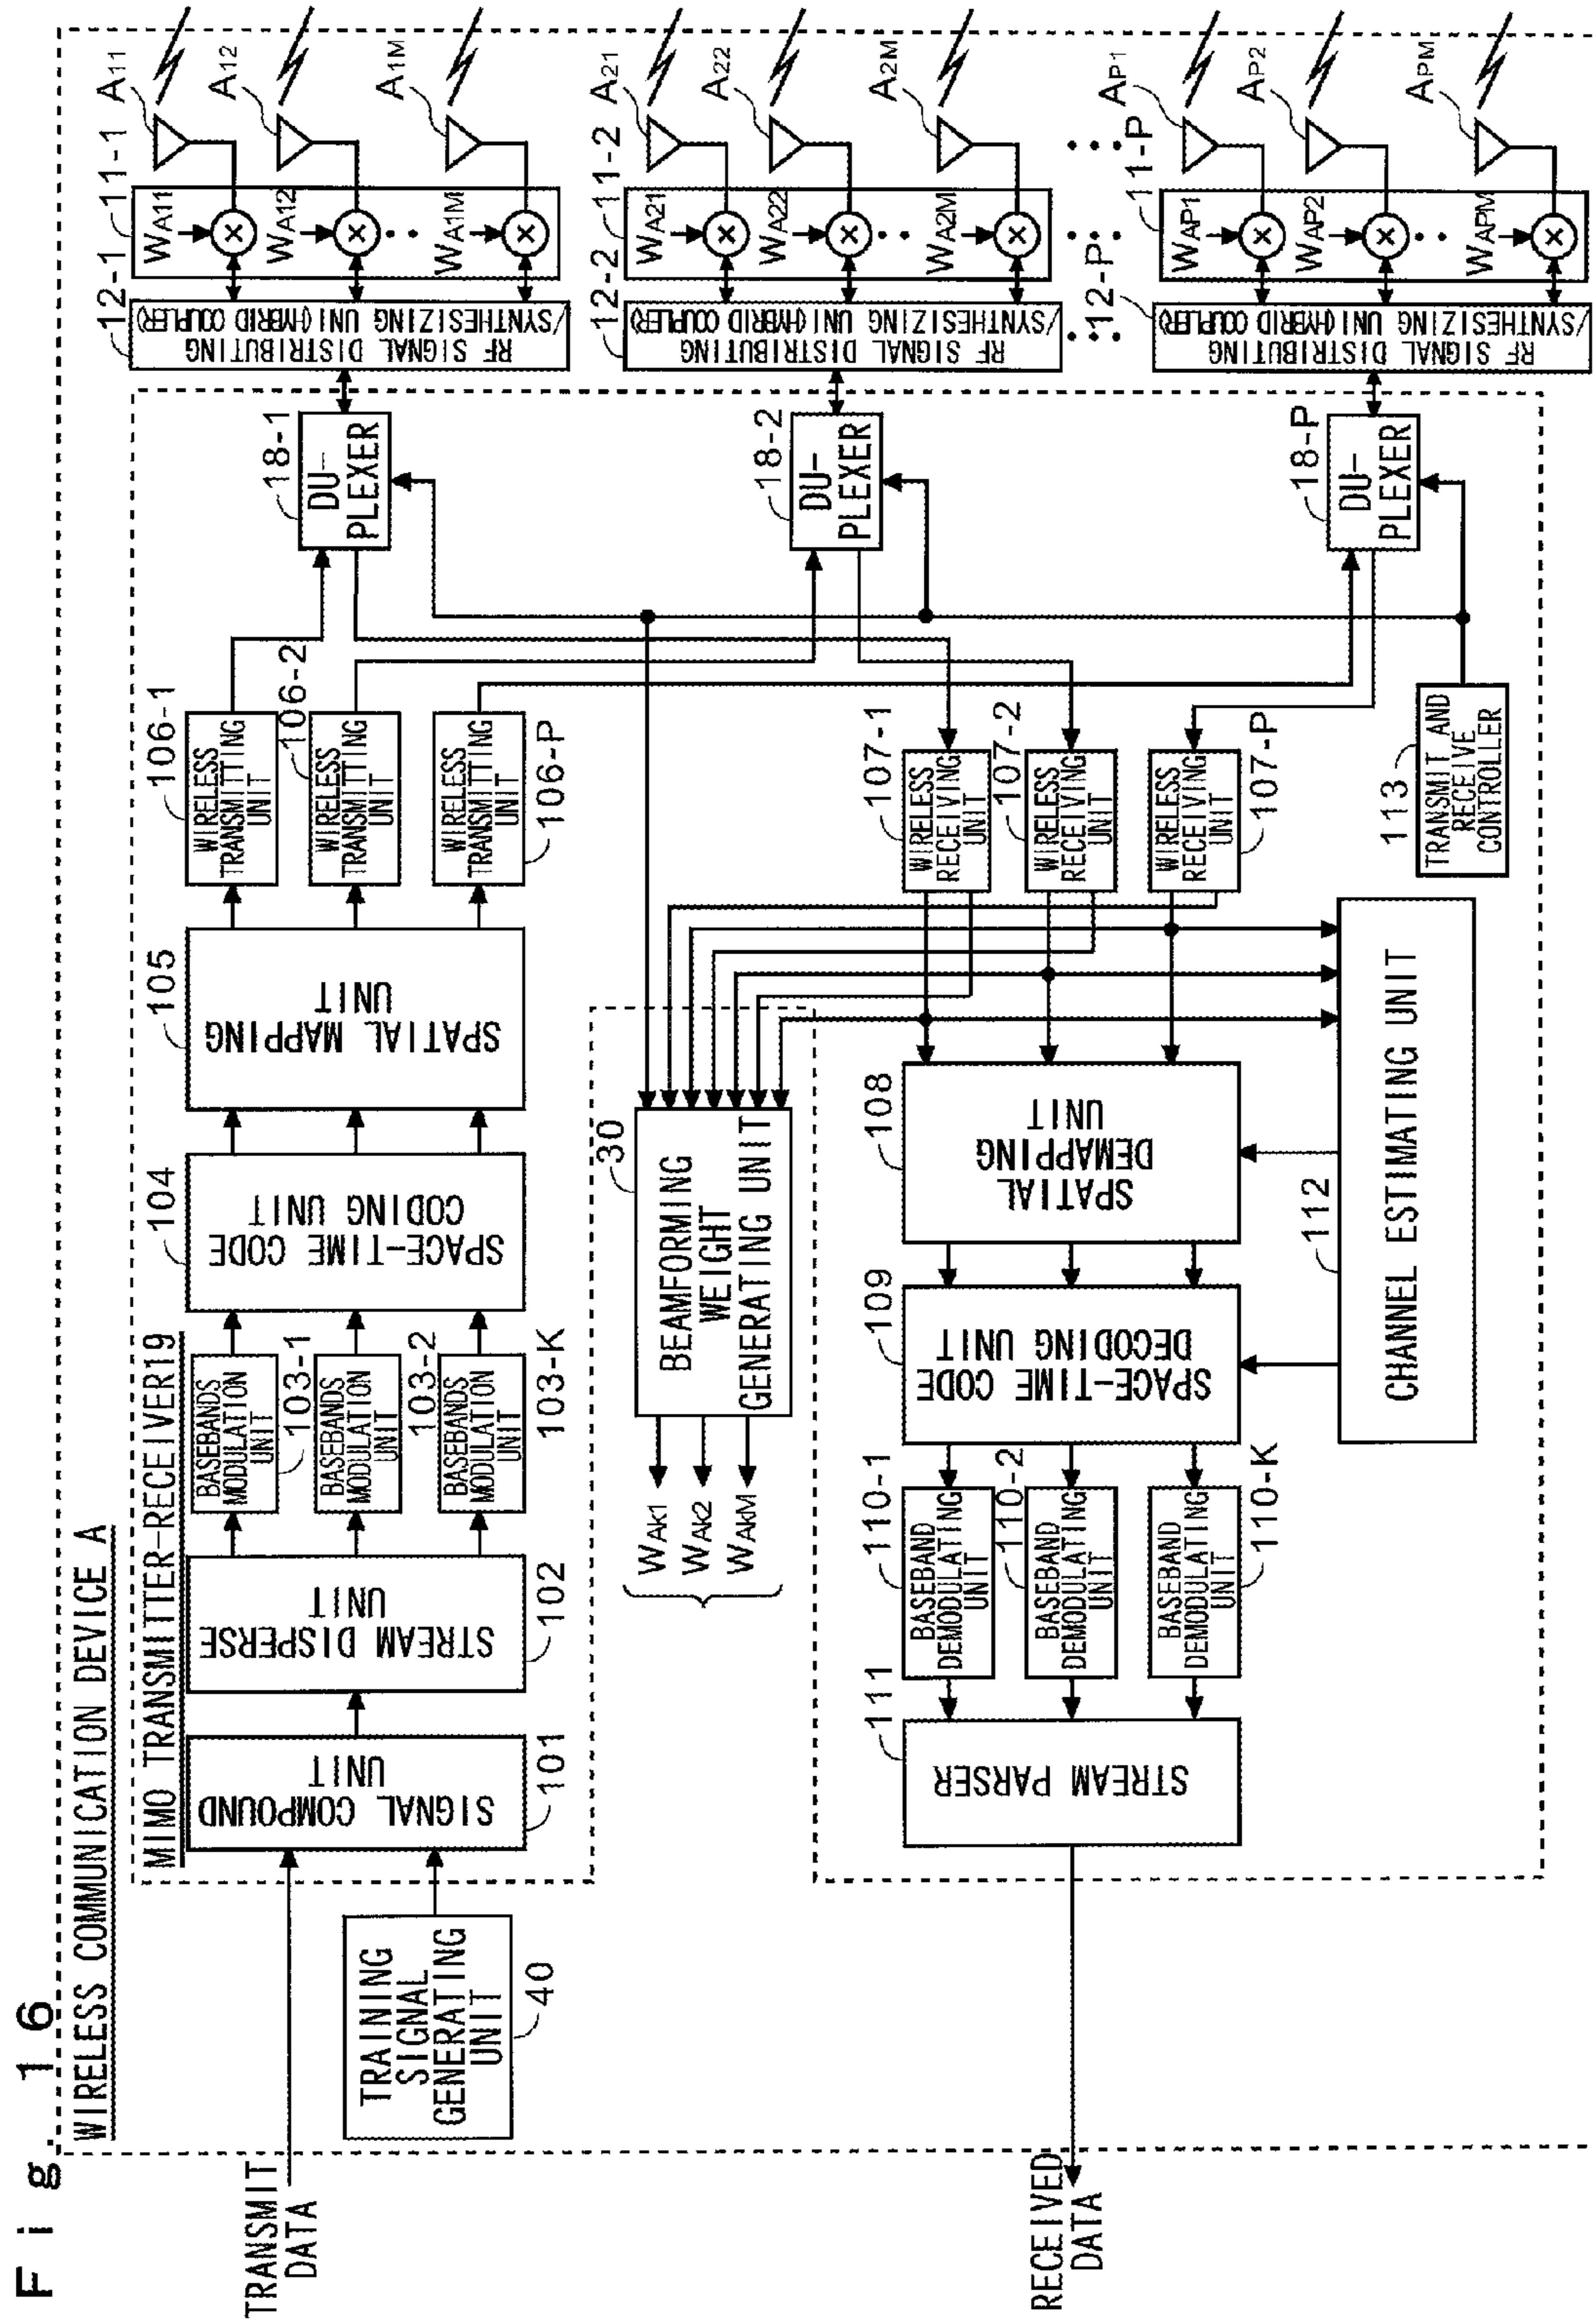 Fig. 16
WIRELESS COMMUNICATION DEVICE A
MIMO TRANSMITTER-RECEIVER19
TRANSMIT
DATA
TRAINING
SIGNAL
GENERATING
UNIT
40
SIGNAL COMPOUND
UNIT
101
STREAM DISPERSE
UNIT
102
BASEBANDS
MODULATION
UNIT
103-1
BASEBANDS
MODULATION
UNIT
103-2
BASEBANDS
MODULATION
UNIT
103-K
SPACE-TIME CODE
CODING UNIT
104
SPATIAL MAPPING
UNIT
105
WIRELESS
TRANSMITTING
UNIT
106-1
WIRELESS
TRANSMITTING
UNIT
106-2
WIRELESS
TRANSMITTING
UNIT
106-P
DU-
PLEXER
18-1
DU-
PLEXER
18-2
DU-
PLEXER
18-P
RF SIGNAL DISTRIBUTING
/SYNTHESIZING UNI(HYBRID COUPLER)
12-1
RF SIGNAL DISTRIBUTING
/SYNTHESIZING UNI(HYBRID COUPLER)
12-2
RF SIGNAL DISTRIBUTING
/SYNTHESIZING UNI(HYBRID COUPLER)
12-P
11-1
WA11
WA12
WA1M
A11
A12
A1M
11-2
WA21
WA22
WA2M
A21
A22
A2M
11-P
WAP1
WAP2
WAPM
AP1
AP2
APM
30
BEAMFORMING
WEIGHT
GENERATING UNIT
WAk1
WAk2
WAkM
WIRELESS
RECEIVING
UNIT
107-1
WIRELESS
RECEIVING
UNIT
107-2
WIRELESS
RECEIVING
UNIT
107-P
113
TRANSMIT AND
RECEIVE
CONTROLLER
108
SPATIAL
DEMAPPING
UNIT
109
SPACE-TIME CODE
DECODING UNIT
110-1
BASEBAND
DEMODULATING
UNIT
110-2
BASEBAND
DEMODULATING
UNIT
110-K
BASEBAND
DEMODULATING
UNIT
111
STREAM PARSER
112
CHANNEL ESTIMATING UNIT
RECEIVED
DATA